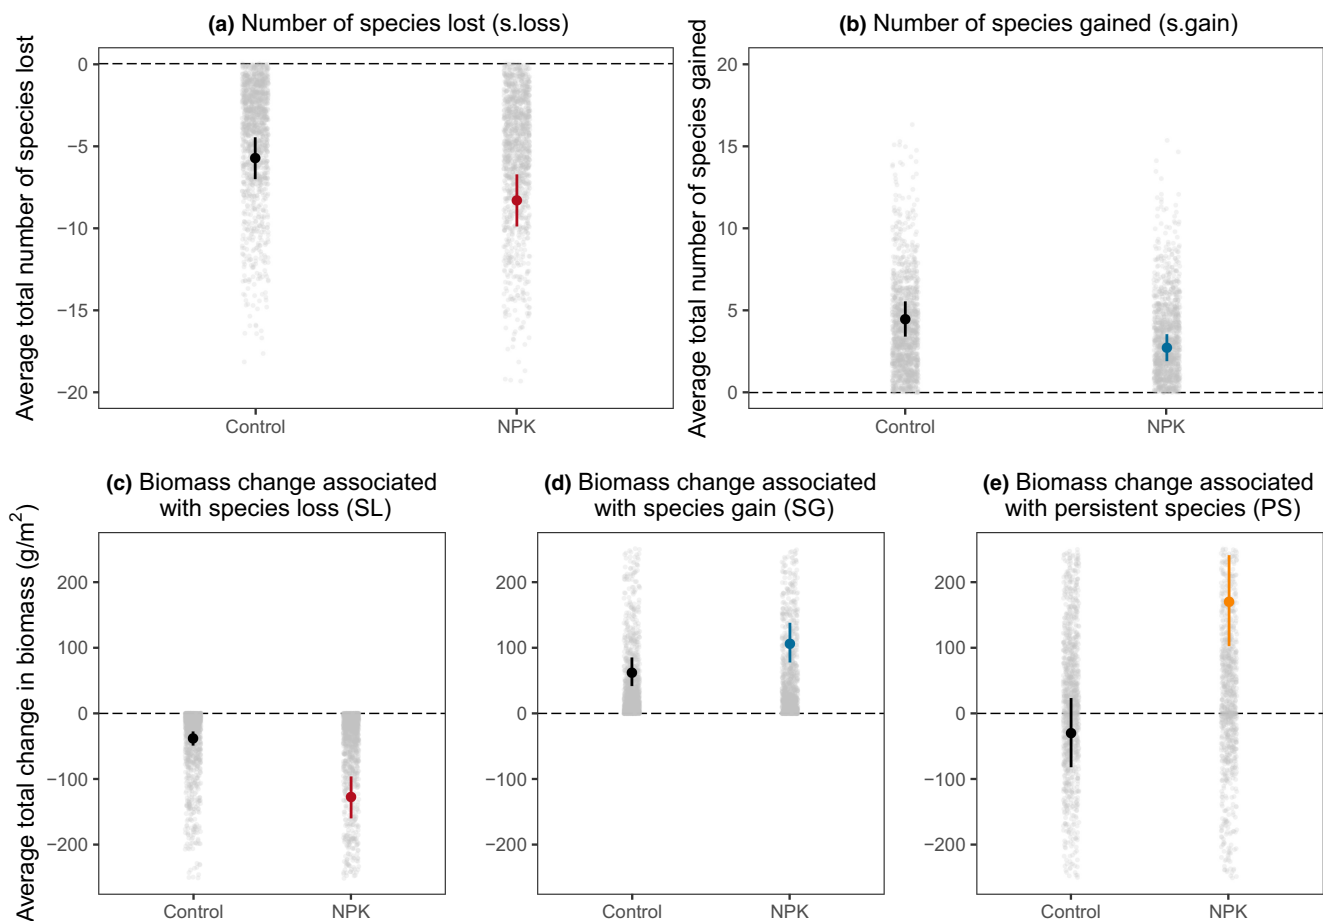 (a) Number of species lost (s.loss)
Average total number of species lost
0
−5
−10
−15
−20
Control
NPK
(b) Number of species gained (s.gain)
Average total number of species gained
20
15
10
5
0
Control
NPK
(c) Biomass change associated
with species loss (SL)
Average total change in biomass (g/m²)
200
100
0
−100
−200
Control
NPK
(d) Biomass change associated
with species gain (SG)
200
100
0
−100
−200
Control
NPK
(e) Biomass change associated
with persistent species (PS)
200
100
0
−100
−200
Control
NPK